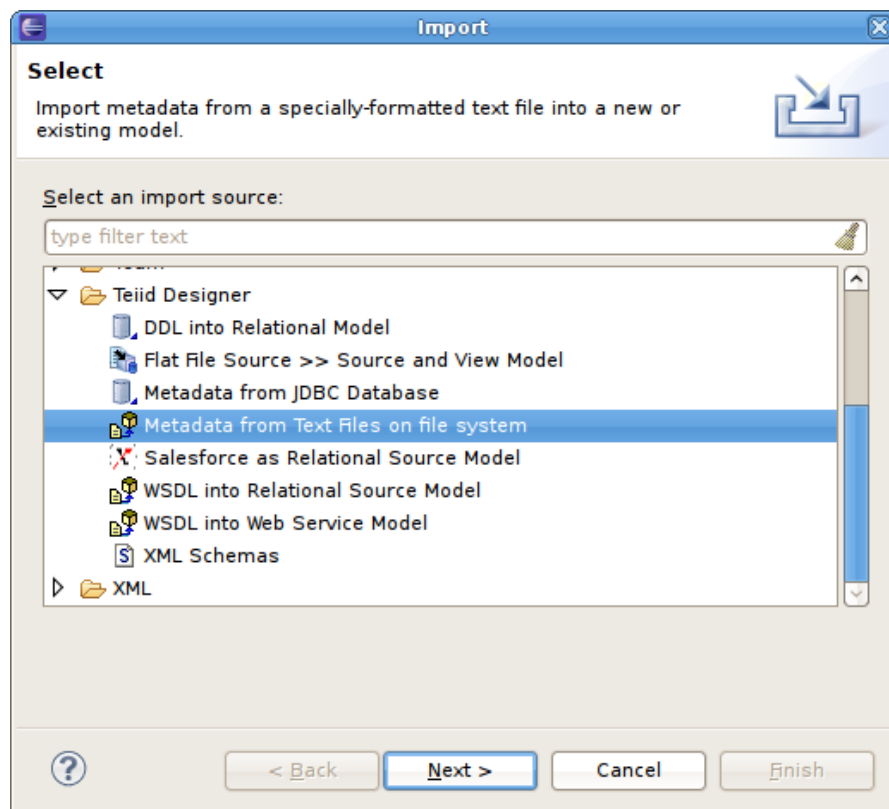 Import
Select
Import metadata from a specially-formatted text file into a new or
existing model.
Select an import source:
type filter text
Teiid Designer
DDL into Relational Model
Flat File Source >> Source and View Model
Metadata from JDBC Database
Metadata from Text Files on file system
Salesforce as Relational Source Model
WSDL into Relational Source Model
WSDL into Web Service Model
XML Schemas
XML
< Back
Next >
Cancel
Finish